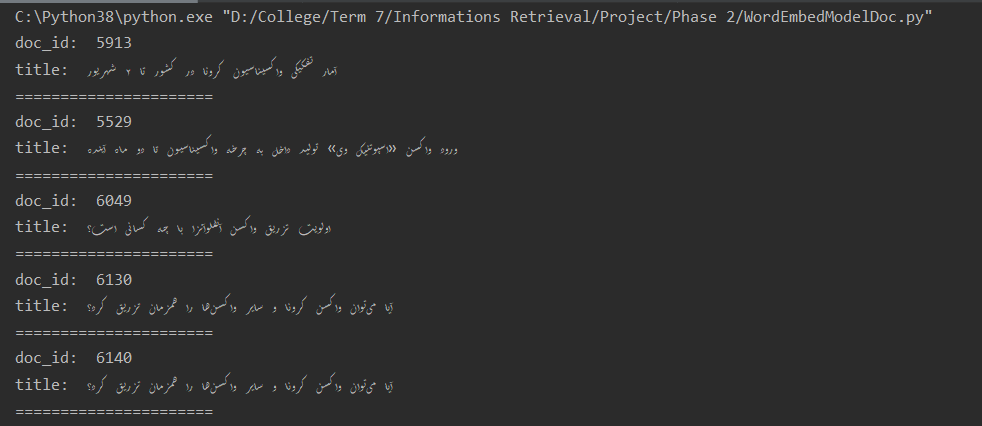 C:\Python38\python.exe "D:/College/Term 7/Informations Retrieval/Project/Phase 2/WordEmbedModelDoc.py"
doc_id:  5913
title:  آمار تفکیکی واکسیناسیون کرونا در کشور تا ۲ شهریور
======================
doc_id:  5529
title:  ورود واکسن «اسپوتنیک وی» تولید داخل به چرخه واکسیناسیون تا دو ماه آینده
======================
doc_id:  6049
title:  اولویت تزریق واکسن آنفلوآنزا با چه کسانی است؟
======================
doc_id:  6130
title:  آیا می‌توان واکسن کرونا و سایر واکسن‌ها را همزمان تزریق کرد؟
======================
doc_id:  6140
title:  آیا می‌توان واکسن کرونا و سایر واکسن‌ها را همزمان تزریق کرد؟
======================